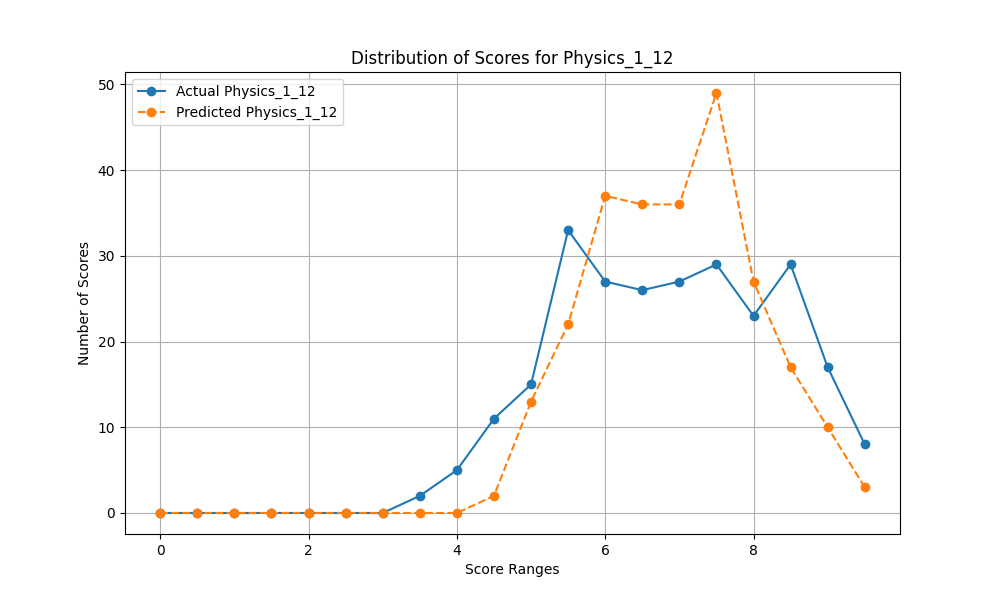 Distribution of Scores for Physics_1_12
Actual Physics_1_12
Predicted Physics_1_12
Number of Scores
50
40
30
20
10
0
0 2 4 6 8
Score Ranges